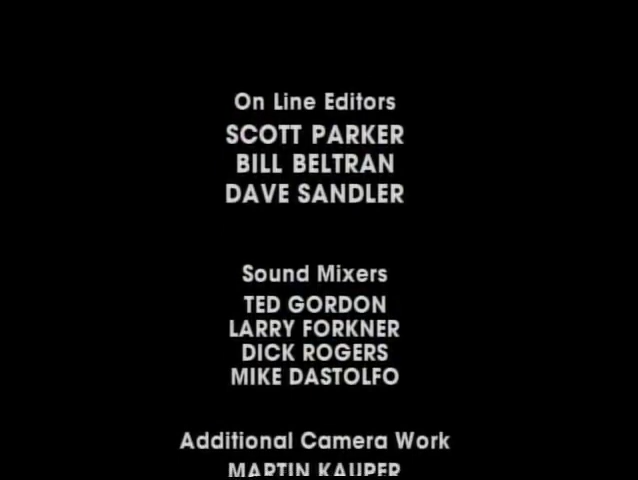 On Line Editors
SCOTT PARKER
BILL BELTRAN
DAVE SANDLER
Sound Mixers
TED GORDON
LARRY FORKNER
DICK ROGERS
MIKE DASTOLFO
Additional Camera Work
MARTIN KAUPER